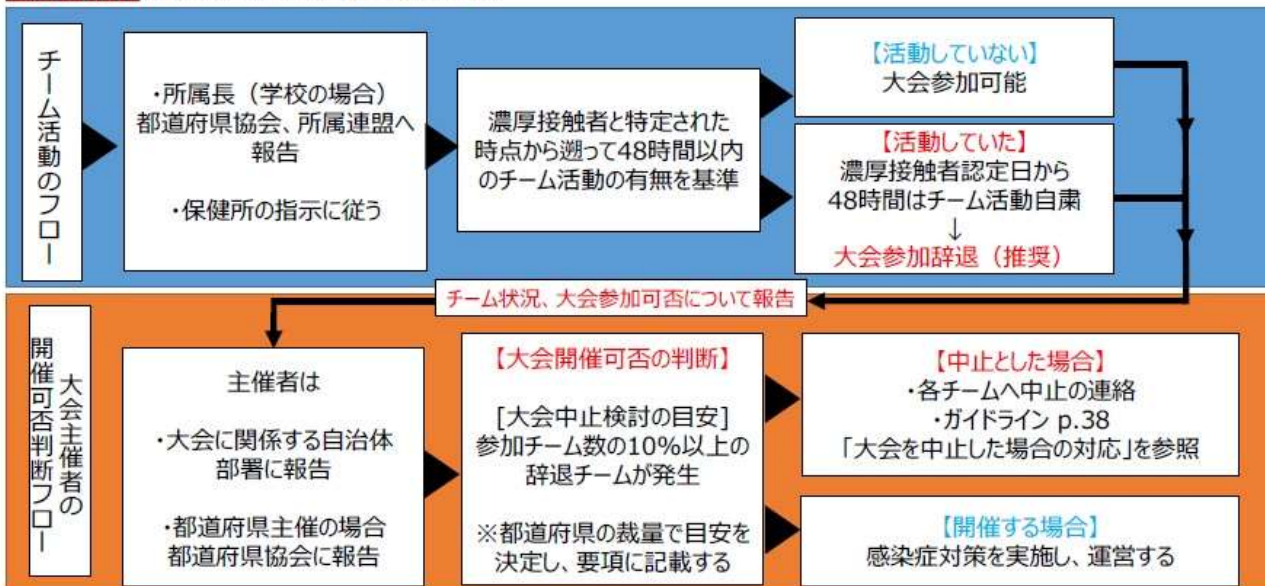 チーム活動のフロー
・所属長（学校の場合）
都道府県協会、所属連盟へ
報告
・保健所の指示に従う
濃厚接触者と特定された
時点から遡って48時間以内
のチーム活動の有無を基準
【活動していない】
大会参加可能
【活動していた】
濃厚接触者認定日から
48時間はチーム活動自粛
↓
大会参加辞退（推奨）
チーム状況、大会参加可否について報告
大会主催者の
開催可否判断フロー
主催者は
・大会に関係する自治体
部署に報告
・都道府県主催の場合
都道府県協会に報告
【大会開催可否の判断】
[大会中止検討の目安]
参加チーム数の10％以上の
辞退チームが発生
※都道府県の裁量で目安を
決定し、要項に記載する
【中止とした場合】
・各チームへ中止の連絡
・ガイドライン p.38
「大会を中止した場合の対応」を参照
【開催する場合】
感染症対策を実施し、運営する